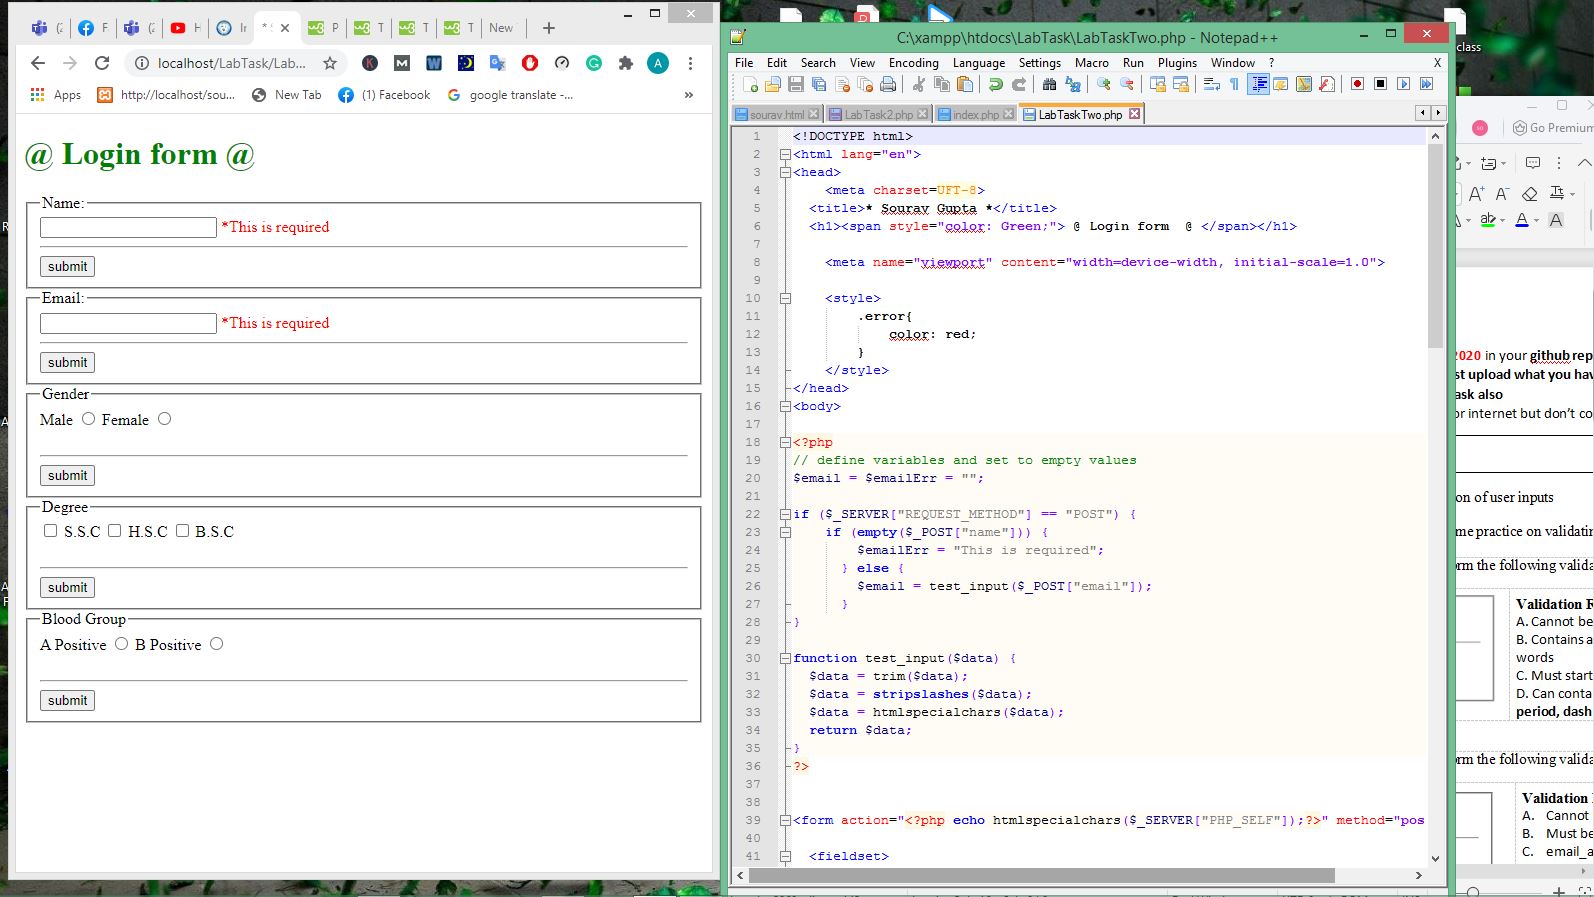 New
localhost/LabTask/Lab...
Apps
http://localhost/sou...
New Tab
(1) Facebook
google translate -...
»
@ Login form @
Name:
*This is required
submit
Email:
*This is required
submit
Gender
Male
Female
submit
Degree
S.S.C
H.S.C
B.S.C
submit
Blood Group
A Positive
B Positive
submit
C:\xampp\htdocs\LabTask\LabTaskTwo.php - Notepad++
File Edit Search View Encoding Language Settings Macro Run Plugins Window ? X
sourav.html
LabTask2.php
index.php
LabTaskTwo.php
1 <!DOCTYPE html>
2 <html lang="en">
3 <head>
4 <meta charset=UFT-8>
5 <title>* Sourav Gupta *</title>
6 <h1><span style="color: Green;"> @ Login form @ </span></h1>
7
8 <meta name="viewport" content="width=device-width, initial-scale=1.0">
9
10 <style>
11 .error{
12 color: red;
13 }
14 </style>
15 </head>
16 <body>
17
18 <?php
19 // define variables and set to empty values
20 $email = $emailErr = "";
21
22 if ($_SERVER["REQUEST_METHOD"] == "POST") {
23 if (empty($_POST["name"])) {
24 $emailErr = "This is required";
25 } else {
26 $email = test_input($_POST["email"]);
27 }
28 }
29
30 function test_input($data) {
31 $data = trim($data);
32 $data = stripslashes($data);
33 $data = htmlspecialchars($data);
34 return $data;
35 }
36 ?>
37
38
39 <form action="<?php echo htmlspecialchars($_SERVER["PHP_SELF"]);?>" method="pos
40
41 <fieldset>
class
Go Premium
2020 in your github rep
st upload what you hav
ask also
or internet but don't co
on of user inputs
me practice on validatin
orm the following valida
Validation R
A. Cannot be
B. Contains a
words
C. Must start
D. Can conta
period, dash
orm the following valida
Validation
A. Cannot
B. Must be
C. email_a